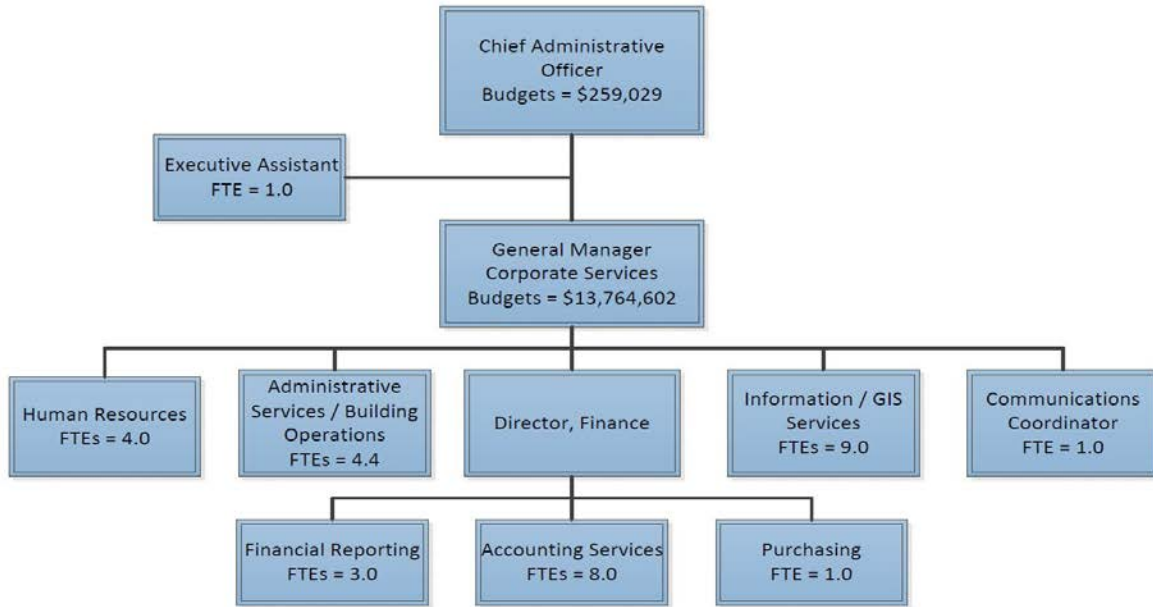 Chief Administrative
Officer
Budgets = $259,029
Executive Assistant
FTE = 1.0
General Manager
Corporate Services
Budgets = $13,764,602
Human Resources
FTEs = 4.0
Administrative
Services / Building
Operations
FTEs = 4.4
Director, Finance
Information / GIS
Services
FTEs = 9.0
Communications
Coordinator
FTE = 1.0
Financial Reporting
FTEs = 3.0
Accounting Services
FTEs = 8.0
Purchasing
FTE = 1.0